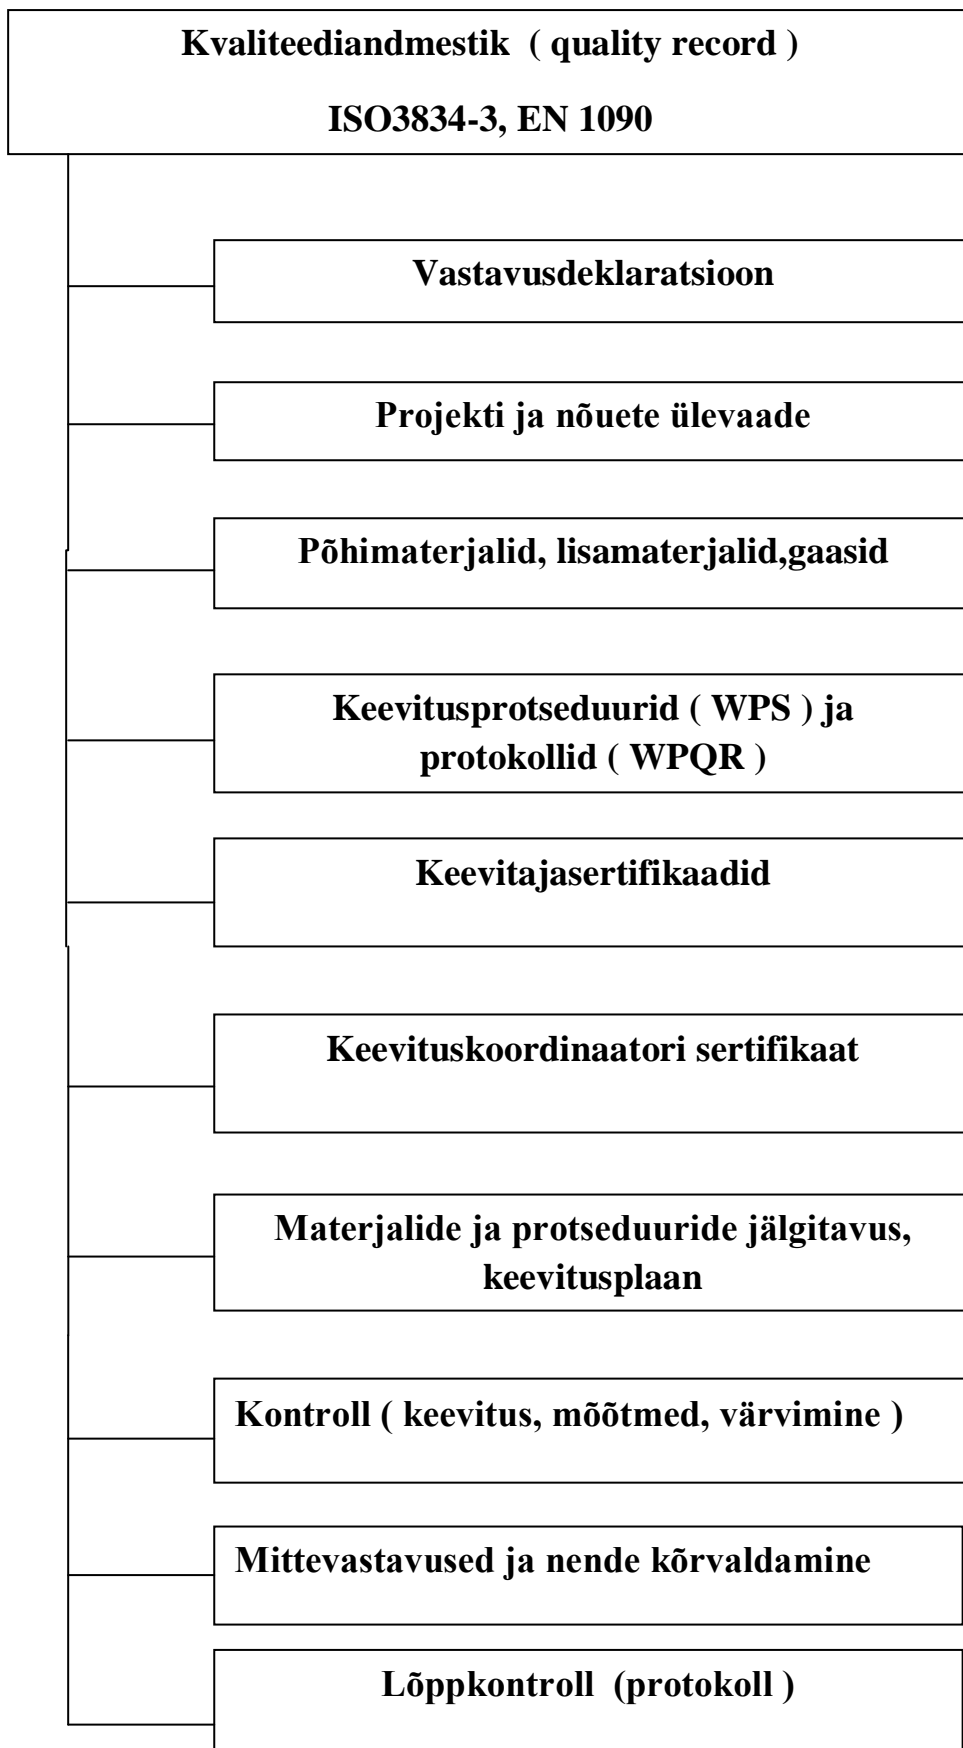 Kvaliteediandmestik ( quality record )
ISO3834-3, EN 1090
Vastavusdeklaratsioon
Projekti ja nõuete ülevaade
Põhimaterjalid, lisamaterjalid,gaasid
Keevitusprotseduurid ( WPS ) ja
protokollid ( WPQR )
Keevitajasertifikaadid
Keevituskoordinaatori sertifikaat
Materjalide ja protseduuride jälgitavus,
keevitusplaan
Kontroll ( keevitus, mõõtmed, värvimine )
Mittevastavused ja nende kõrvaldamine
Lõppkontroll (protokoll )